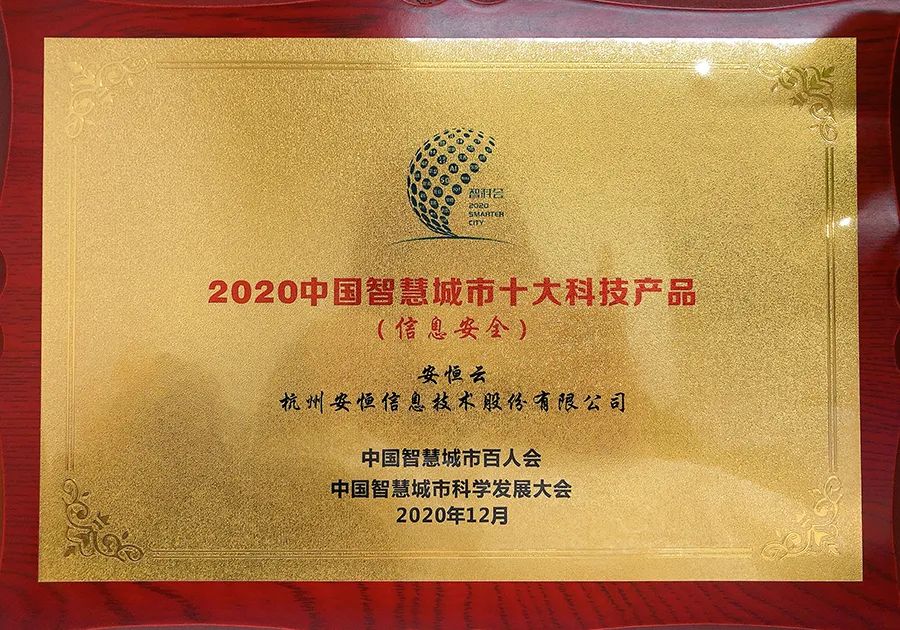 智科会
2020
SMARTER
CITY
2020中国智慧城市十大科技产品
(信息安全)
安恒云
杭州安恒信息技术股份有限公司
中国智慧城市百人会
中国智慧城市科学发展大会
2020年12月